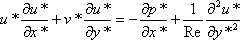 u * ∂u * / ∂x * + v * ∂u * / ∂y * = − ∂p * / ∂x * + 1 / Re ∂²u * / ∂y *²